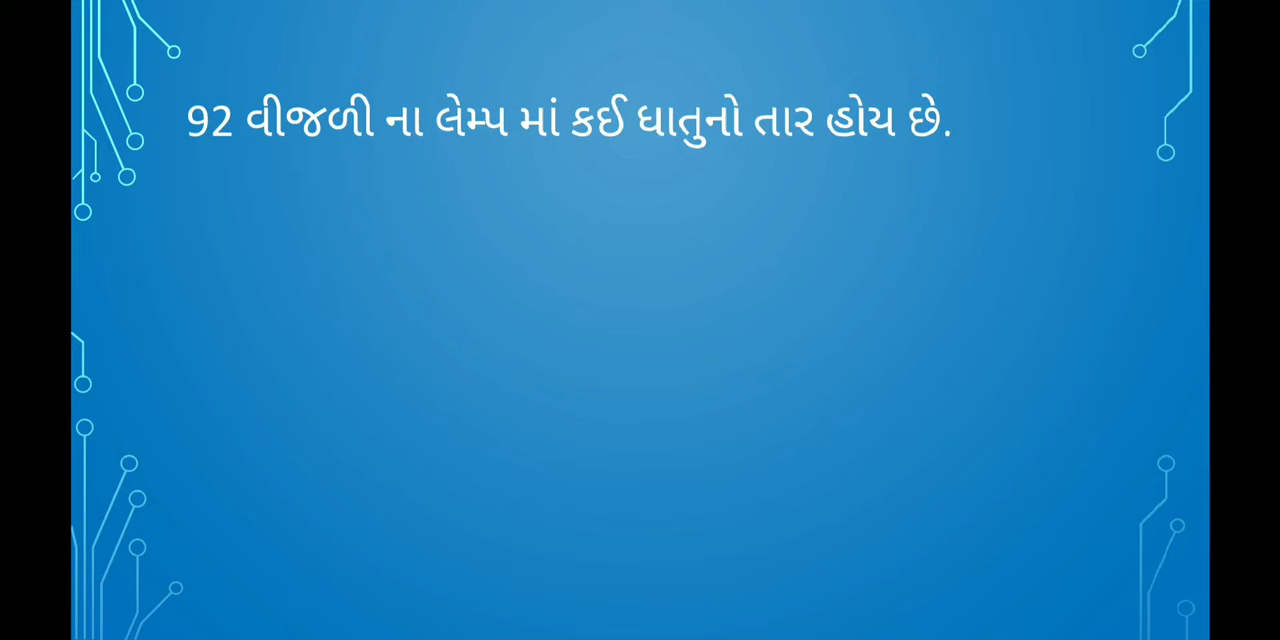 92 વીજળી ના લેમ્પ માં કઈ ધાતુનો તાર હોય છે.